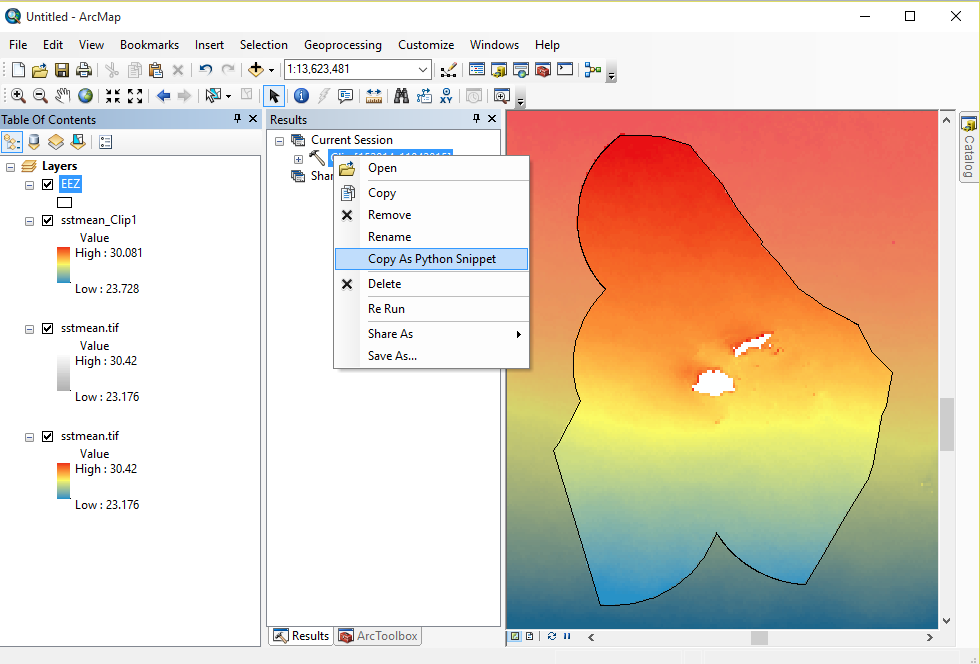 Untitled - ArcMap
File Edit View Bookmarks Insert Selection Geoprocessing Customize Windows Help
1:13,623,481
XY
Table Of Contents
Layers
EEZ
sstmean_Clip1
Value
High : 30.081
Low : 23.728
sstmean.tif
Value
High : 30.42
Low : 23.176
sstmean.tif
Value
High : 30.42
Low : 23.176
Results
Current Session
Shar
Open
Copy
Remove
Rename
Copy As Python Snippet
Delete
Re Run
Share As
Save As...
Results ArcToolbox
Catalog